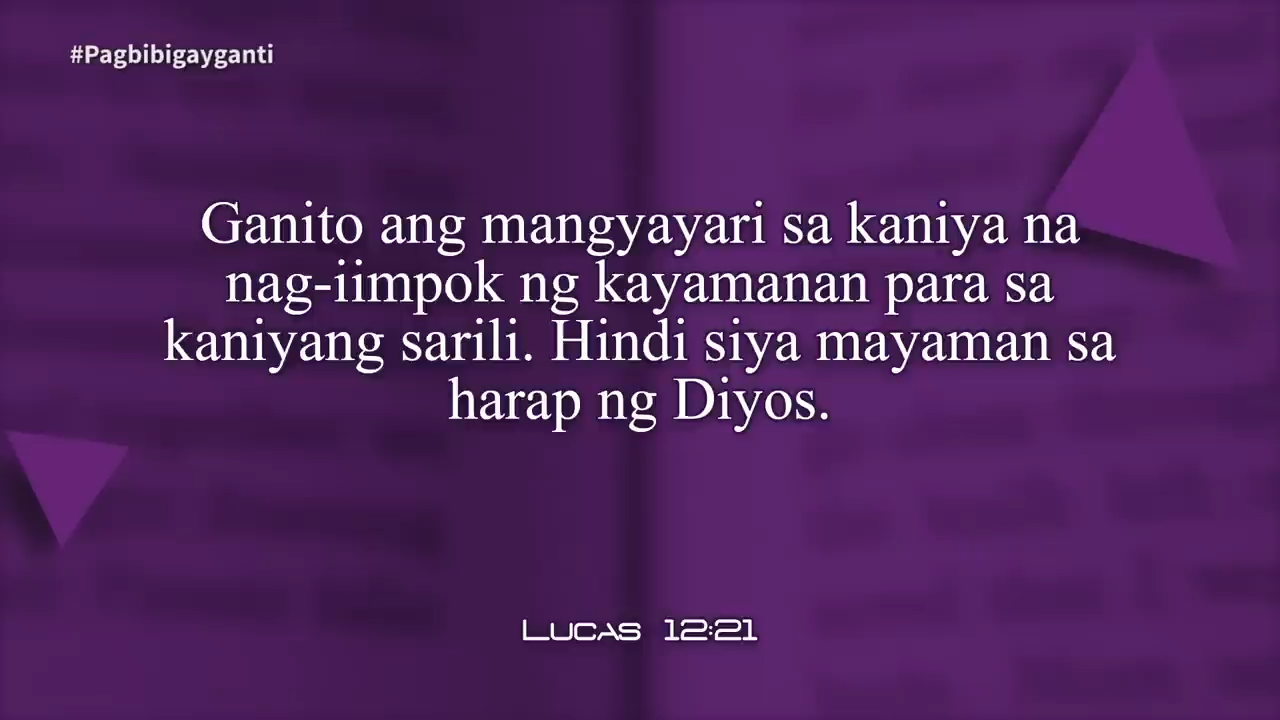 #Pagbibigayganti
Ganito ang mangyayari sa kaniya na
nag-iimpok ng kayamanan para sa
kaniyang sarili. Hindi siya mayaman sa
harap ng Diyos.
Lucas 12:21